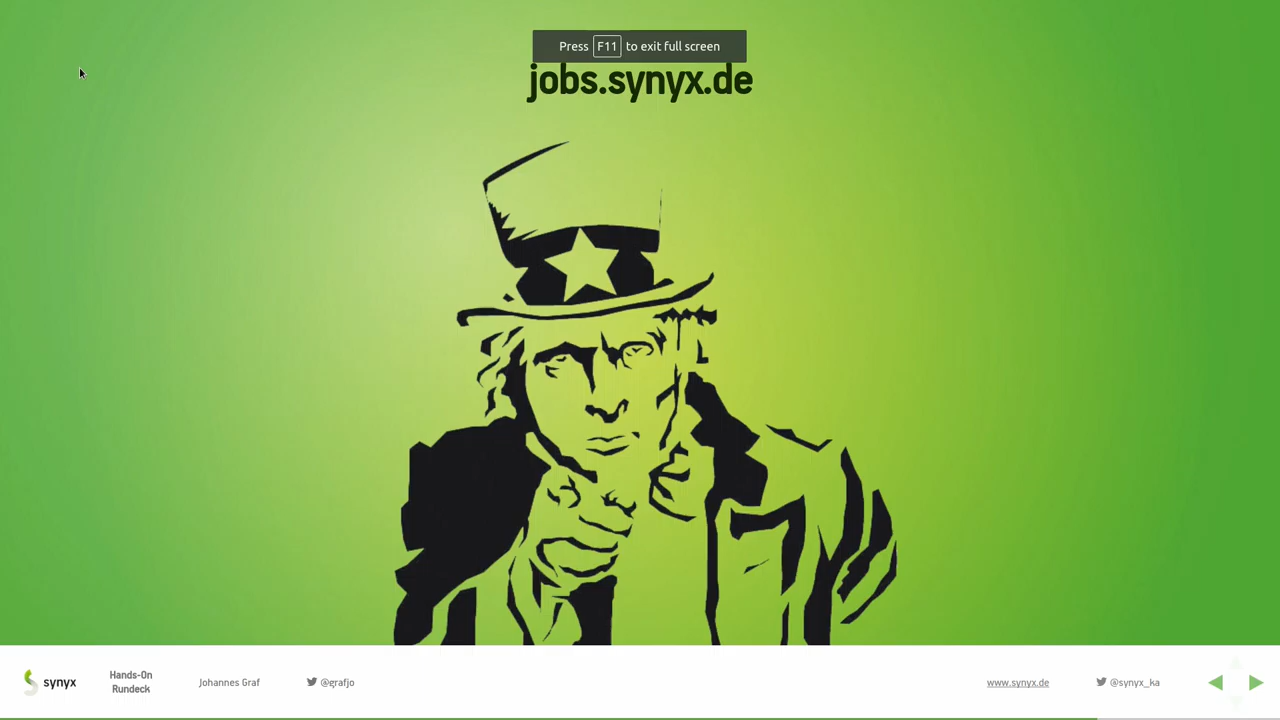 Press F11 to exit full screen
jobs.synyx.de
synyx
Hands-On
Rundeck
Johannes Graf
@grafjo
www.synyx.de
@synyx_ka